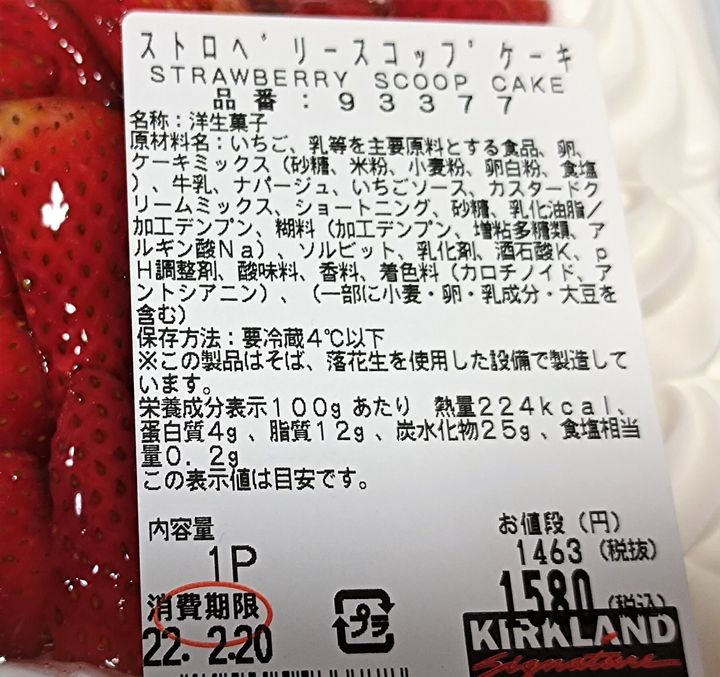 ストロベリースコップケーキ
STRAWBERRY SCOOP CAKE
品番：93377
名称：洋生菓子
原材料名：いちご、乳等を主要原料とする食品、卵、
ケーキミックス（砂糖、米粉、小麦粉、卵白粉、食塩
）、牛乳、ナパージュ、いちごソース、カスタードク
リームミックス、ショートニング、砂糖、乳化油脂／
加工デンプン、糊料（加工デンプン、増粘多糖類、ア
ルギン酸Na）、ソルビット、乳化剤、酒石酸K、p
H調整剤、酸味料、香料、着色料（カロチノイド、ア
ントシアニン）、（一部に小麦・卵・乳成分・大豆を
含む）
保存方法：要冷蔵4℃以下
※この製品はそば、落花生を使用した設備で製造して
います。
栄養成分表示100gあたり　熱量224kcal、
蛋白質4g、脂質12g、炭水化物25g、食塩相当
量0.2g
この表示値は目安です。
内容量
1P
お値段（円）
1463（税抜）
1580（税込）
消費期限
22. 2.20
プラ
KIRKLAND
Signature